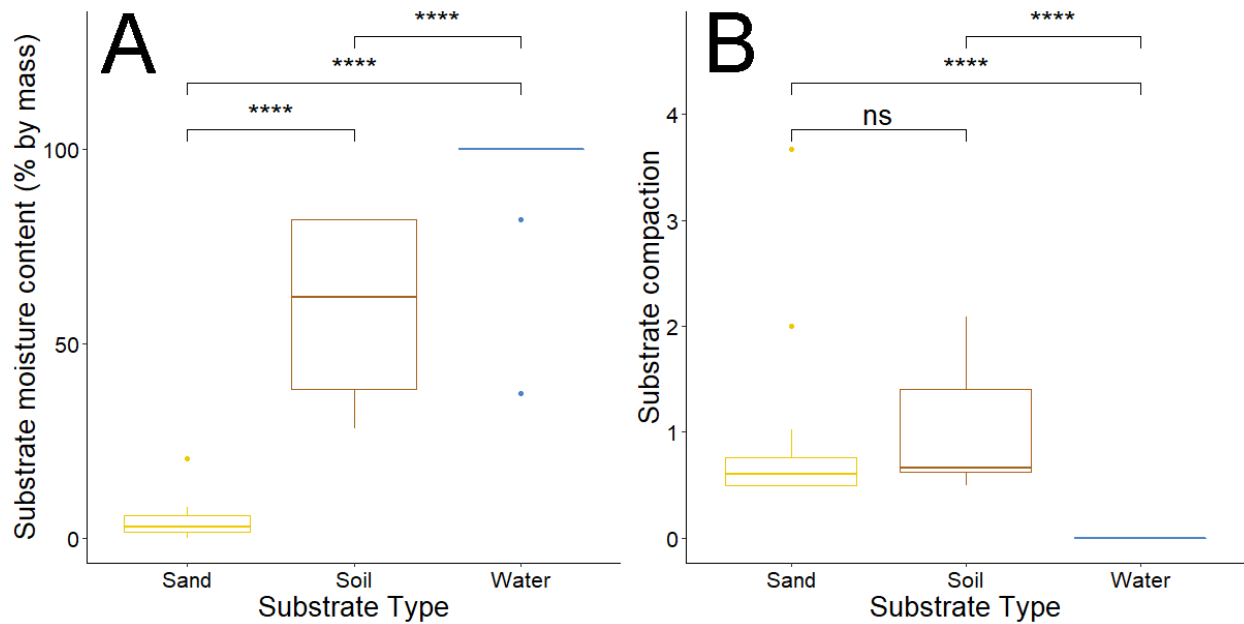 A
****
****
****
Substrate moisture content (% by mass)
100
50
0
Sand Soil Water
Substrate Type
B
****
****
ns
Substrate compaction
4
3
2
1
0
Sand Soil Water
Substrate Type